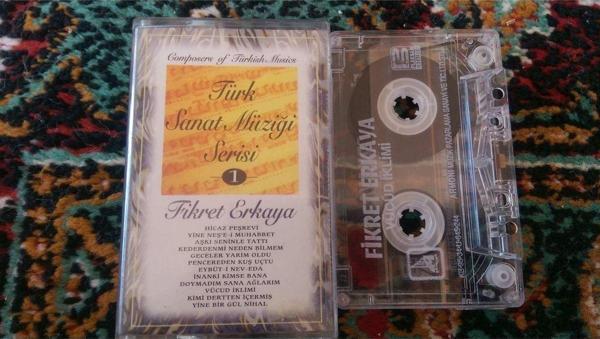 Composers of Turkish Musics
Türk
Sanat Müziği
Serisi
1
Fikret Erkaya
HİCAZ PEŞREVİ
YİNE NEŞ'E-İ MUHABBET
AŞKI SENİNLE TATTI
KEDERDENMİ NEDEN BİLMEM
GECELER YARİM OLDU
PENCEREDEN KUŞ UÇTU
EYBÜT-İ NEV-EDA
İNANKİ KİMSE BANA
DOYMADIM SANA AĞLARIM
VÜCUD İKLİMİ
KİMİ DERTTEN İÇERMİŞ
YİNE BİR GÜL NİHAL
FİKRET ERKAYA
VÜCUD İKLİMİ